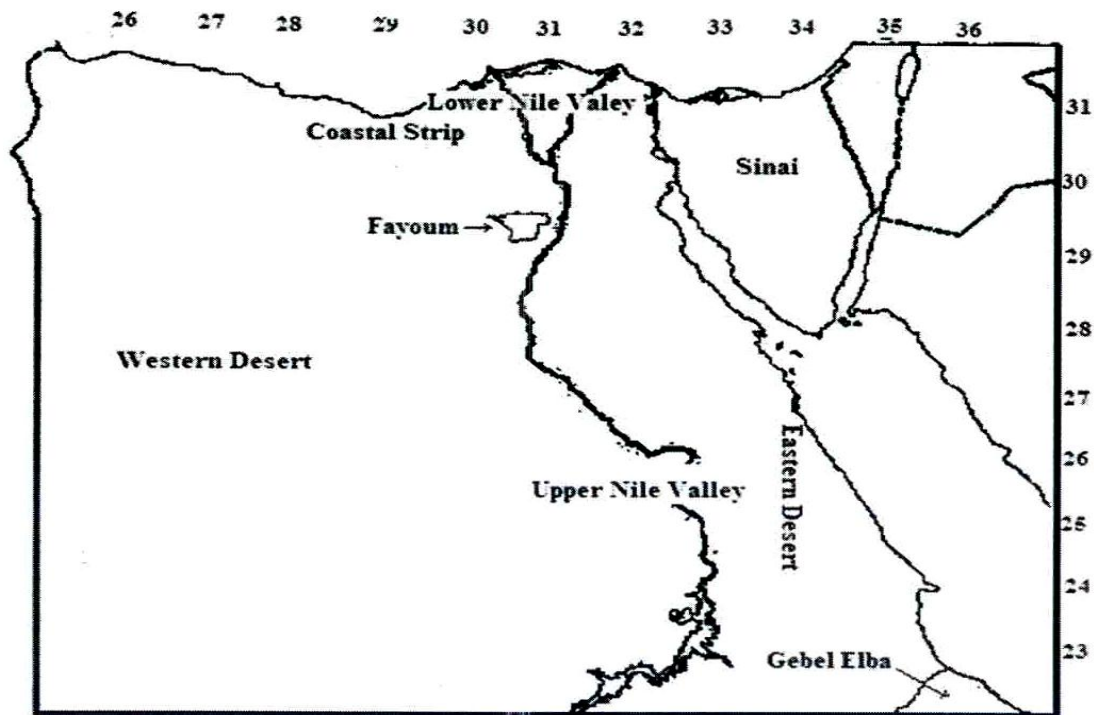 26 27 28 29 30 31 32 33 34 35 36
Lower Nile Valey
31
Coastal Strip
Sinai
30
Fayoum
29
28
Western Desert
27
Eastern Desert
26
Upper Nile Valley
25
24
23
Gebel Elba